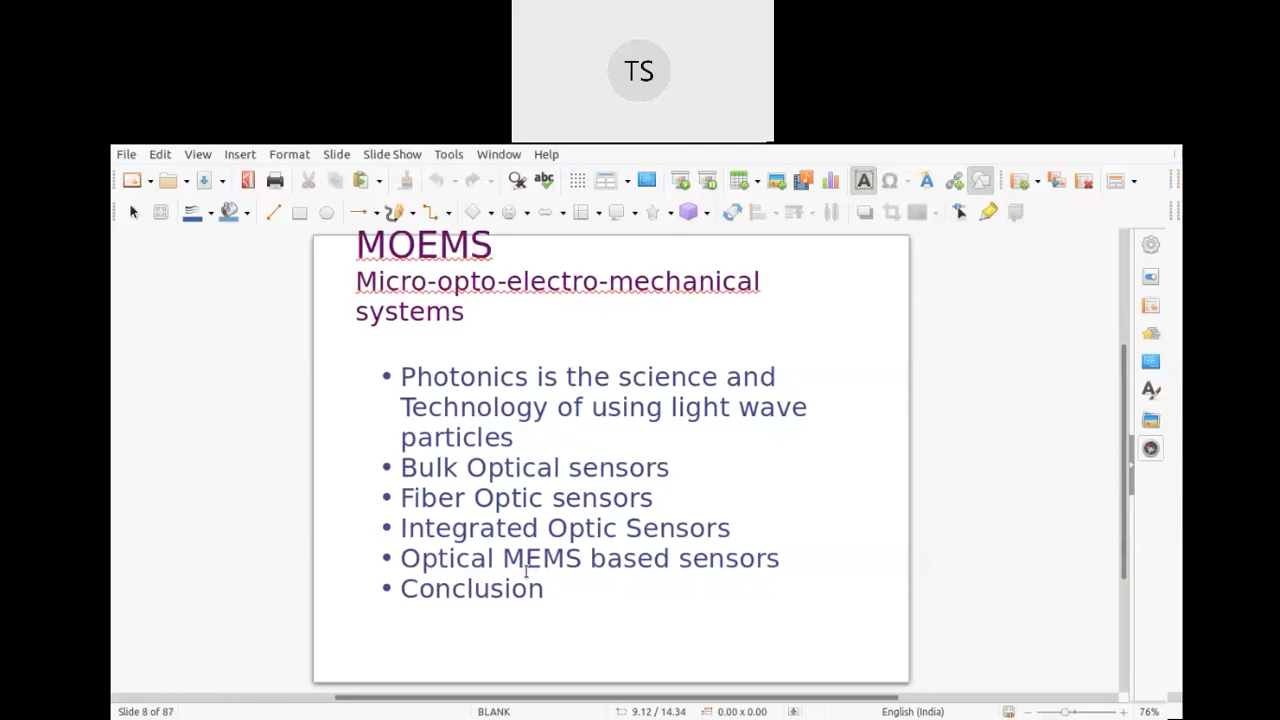 TS
File Edit View Insert Format Slide Slide Show Tools Window Help
abc
A Ω A
MOEMS
Micro-opto-electro-mechanical
systems
• Photonics is the science and
Technology of using light wave
particles
• Bulk Optical sensors
• Fiber Optic sensors
• Integrated Optic Sensors
• Optical MEMS based sensors
• Conclusion
Slide 8 of 87 BLANK 9.12 / 14.34 0.00 x 0.00 English (India) 76%